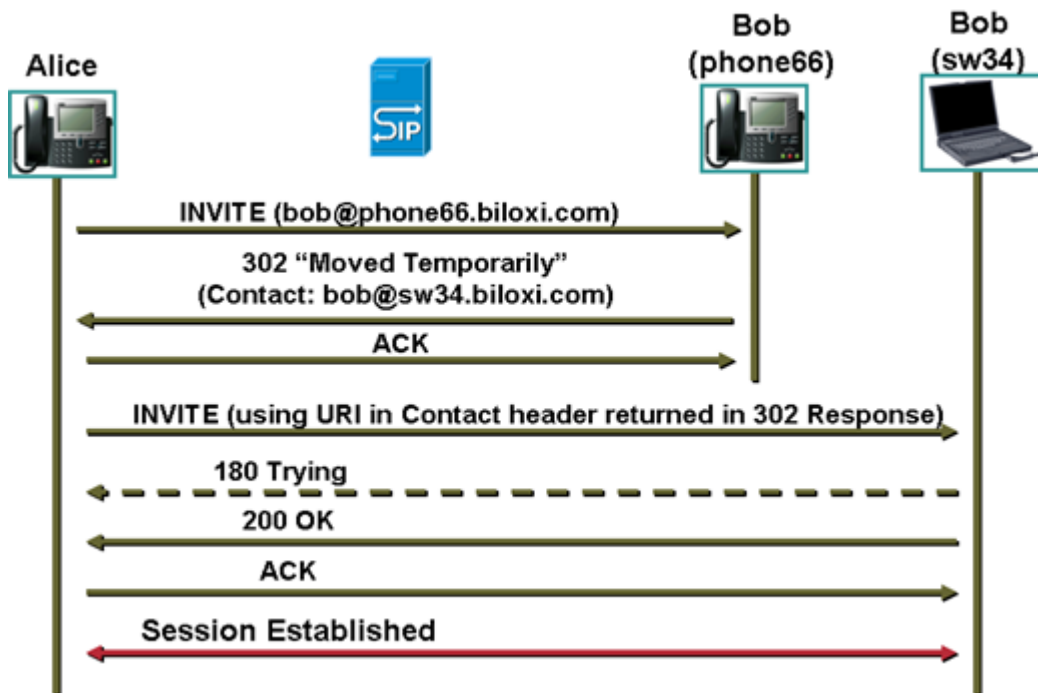 Alice
SIP
Bob
(phone66)
Bob
(sw34)
INVITE (bob@phone66.biloxi.com)
302 “Moved Temporarily”
(Contact: bob@sw34.biloxi.com)
ACK
INVITE (using URI in Contact header returned in 302 Response)
180 Trying
200 OK
ACK
Session Established